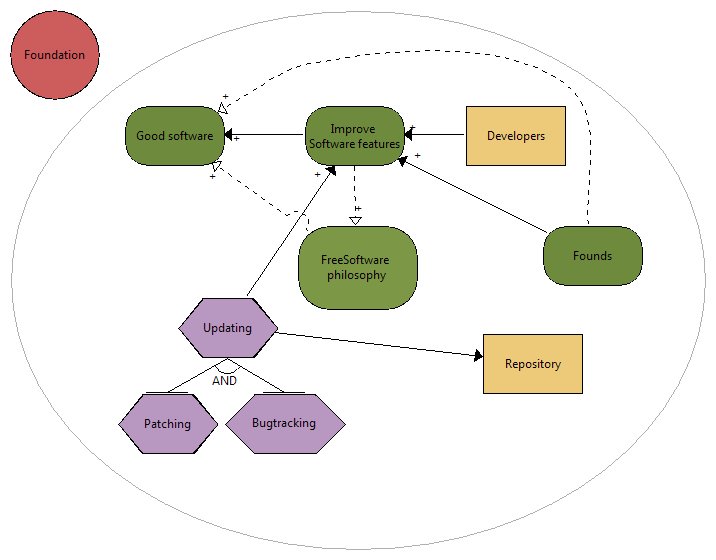 Foundation
Good software
+
+
+
Improve
Software features
+
+
+
Developers
+
FreeSoftware
philosophy
Founds
Updating
Repository
AND
Patching
Bugtracking